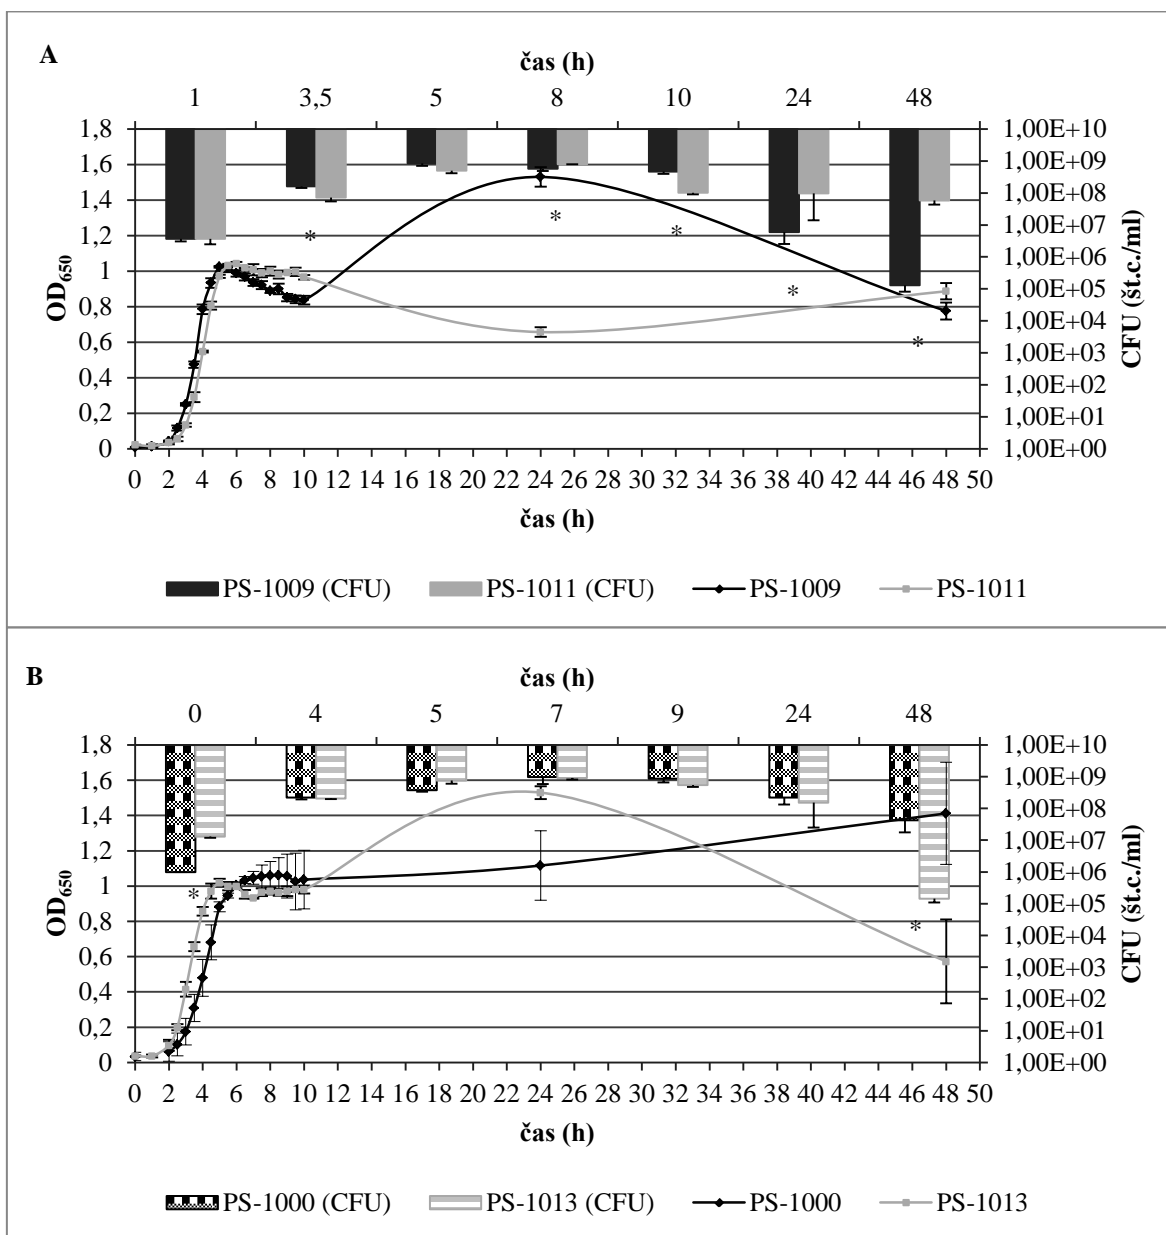 A
čas (h)
1 3,5 5 8 10 24 48
1,8 1,00E+10
1,6 1,00E+09
1,4 1,00E+08
1,2 1,00E+07
1 1,00E+06
0,8 1,00E+05
0,6 1,00E+04
0,4 1,00E+03
0,2 1,00E+02
0 1,00E+01
1,00E+00
OD650
CFU (št.c./ml)
* * * * *
0 2 4 6 8 10 12 14 16 18 20 22 24 26 28 30 32 34 36 38 40 42 44 46 48 50
čas (h)
PS-1009 (CFU) PS-1011 (CFU) PS-1009 PS-1011
B
čas (h)
0 4 5 7 9 24 48
1,8 1,00E+10
1,6 1,00E+09
1,4 1,00E+08
1,2 1,00E+07
1 1,00E+06
0,8 1,00E+05
0,6 1,00E+04
0,4 1,00E+03
0,2 1,00E+02
0 1,00E+01
1,00E+00
OD650
CFU (št.c./ml)
* *
0 2 4 6 8 10 12 14 16 18 20 22 24 26 28 30 32 34 36 38 40 42 44 46 48 50
čas (h)
PS-1000 (CFU) PS-1013 (CFU) PS-1000 PS-1013